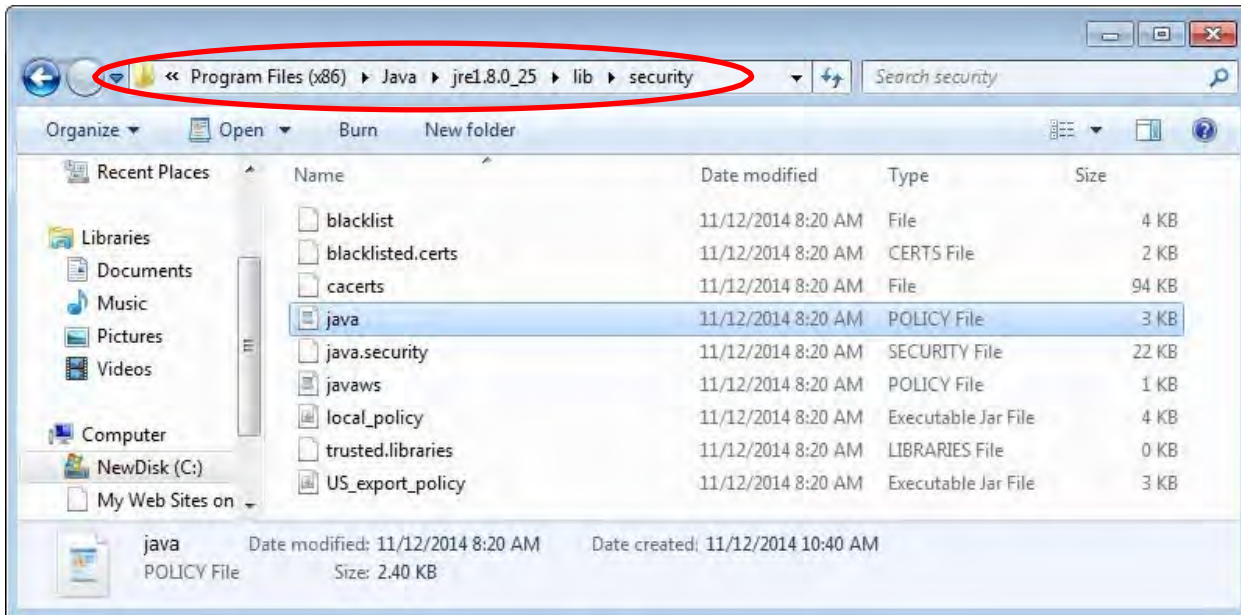 « Program Files (x86) ▸ Java ▸ jre1.8.0_25 ▸ lib ▸ security Search security
Organize Open Burn New folder
Recent Places
Libraries
Documents
Music
Pictures
Videos
Computer
NewDisk (C:)
My Web Sites on
Name Date modified Type Size
blacklist 11/12/2014 8:20 AM File 4 KB
blacklisted.certs 11/12/2014 8:20 AM CERTS File 2 KB
cacerts 11/12/2014 8:20 AM File 94 KB
java 11/12/2014 8:20 AM POLICY File 3 KB
java.security 11/12/2014 8:20 AM SECURITY File 22 KB
javaws 11/12/2014 8:20 AM POLICY File 1 KB
local_policy 11/12/2014 8:20 AM Executable Jar File 4 KB
trusted.libraries 11/12/2014 8:20 AM LIBRARIES File 0 KB
US_export_policy 11/12/2014 8:20 AM Executable Jar File 3 KB
java Date modified: 11/12/2014 8:20 AM Date created: 11/12/2014 10:40 AM
POLICY File Size: 2.40 KB